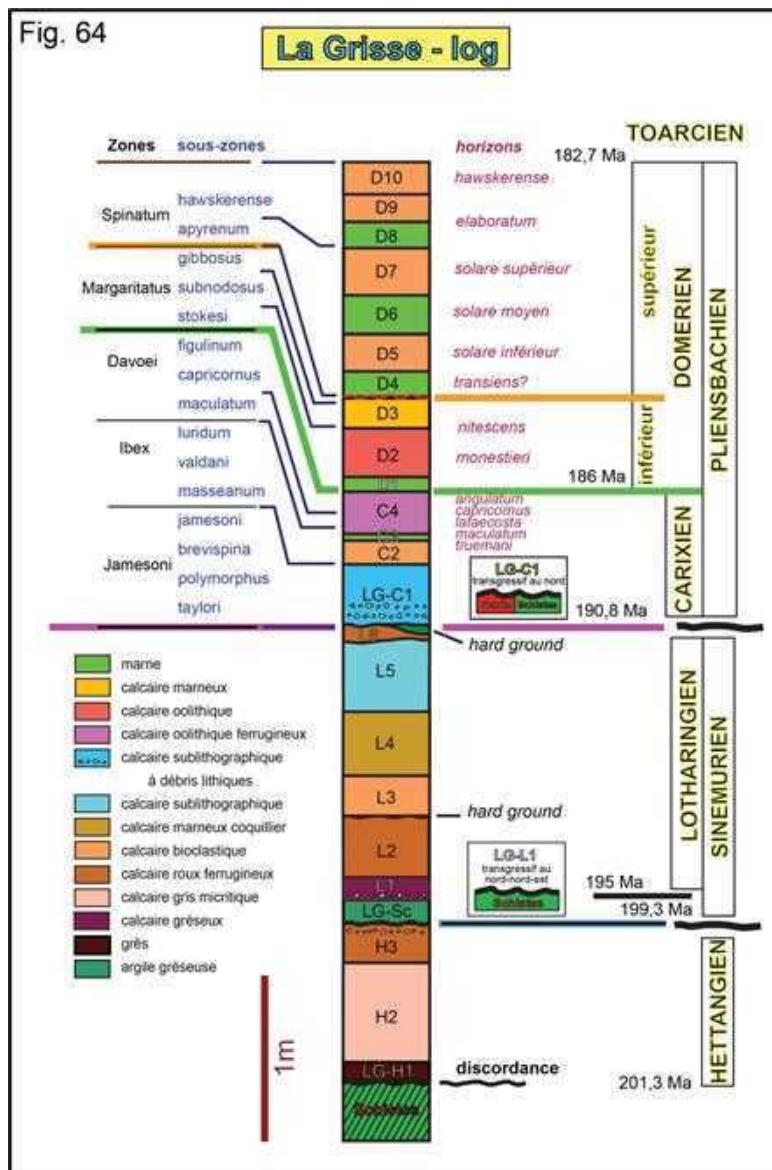 Fig. 64
La Grisse - log
TOARCIEN
Zones
sous-zones
horizons
182,7 Ma
Spinatum
hawskerense
apyrenum
Margaritatus
gibbosus
subnodosus
stokesi
Davoei
figulinum
capricornus
maculatum
Ibex
luridum
valdani
masseanum
Jamesoni
jamesoni
brevispina
polymorphus
taylori
D10
D9
D8
D7
D6
D5
D4
D3
D2
C4
C2
LG-C1
L5
L4
L3
L2
L1
LG-Sc
H3
H2
LG-H1
Schistes
hawskerense
elaboratum
solare supérieur
solare moyen
solare inférieur
transiens?
nitescens
monestieri
186 Ma
angulatum
capricornus
lataecosta
maculatum
truemani
LG-C1
transgressif au nord
Schistes
190,8 Ma
hard ground
hard ground
LG-L1
transgressif au
nord-nord-est
Schistes
195 Ma
199,3 Ma
discordance
201,3 Ma
supérieur
inférieur
DOMERIEN
CARIXIEN
PLIENSBACHIEN
LOTHARINGIEN
SINEMURIEN
HETTANGIEN
marne
calcaire marneux
calcaire oolithique
calcaire oolithique ferrugineux
calcaire sublithographique
à débris lithiques
calcaire sublithographique
calcaire marneux coquillier
calcaire bioclastique
calcaire roux ferrugineux
calcaire gris micritique
calcaire gréseux
grès
argile gréseuse
1m